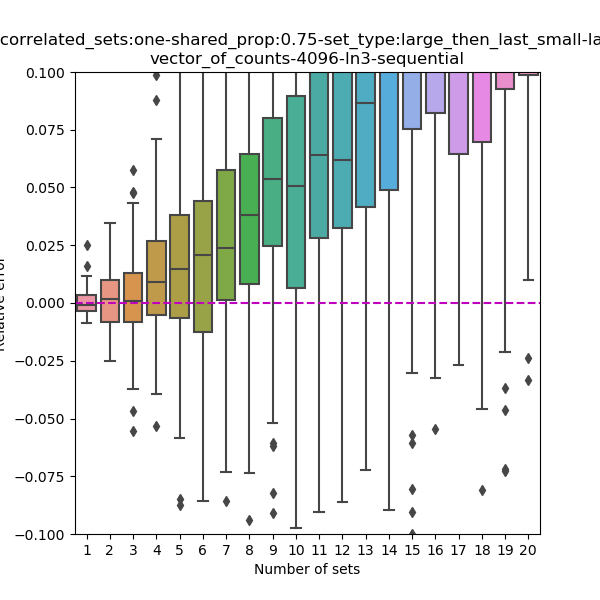 correlated_sets:one-shared_prop:0.75-set_type:large_then_last_small-la
vector_of_counts-4096-ln3-sequential
0.100
0.075
0.050
0.025
0.000
−0.025
−0.050
−0.075
−0.100
Relative error
1 2 3 4 5 6 7 8 9 10 11 12 13 14 15 16 17 18 19 20
Number of sets